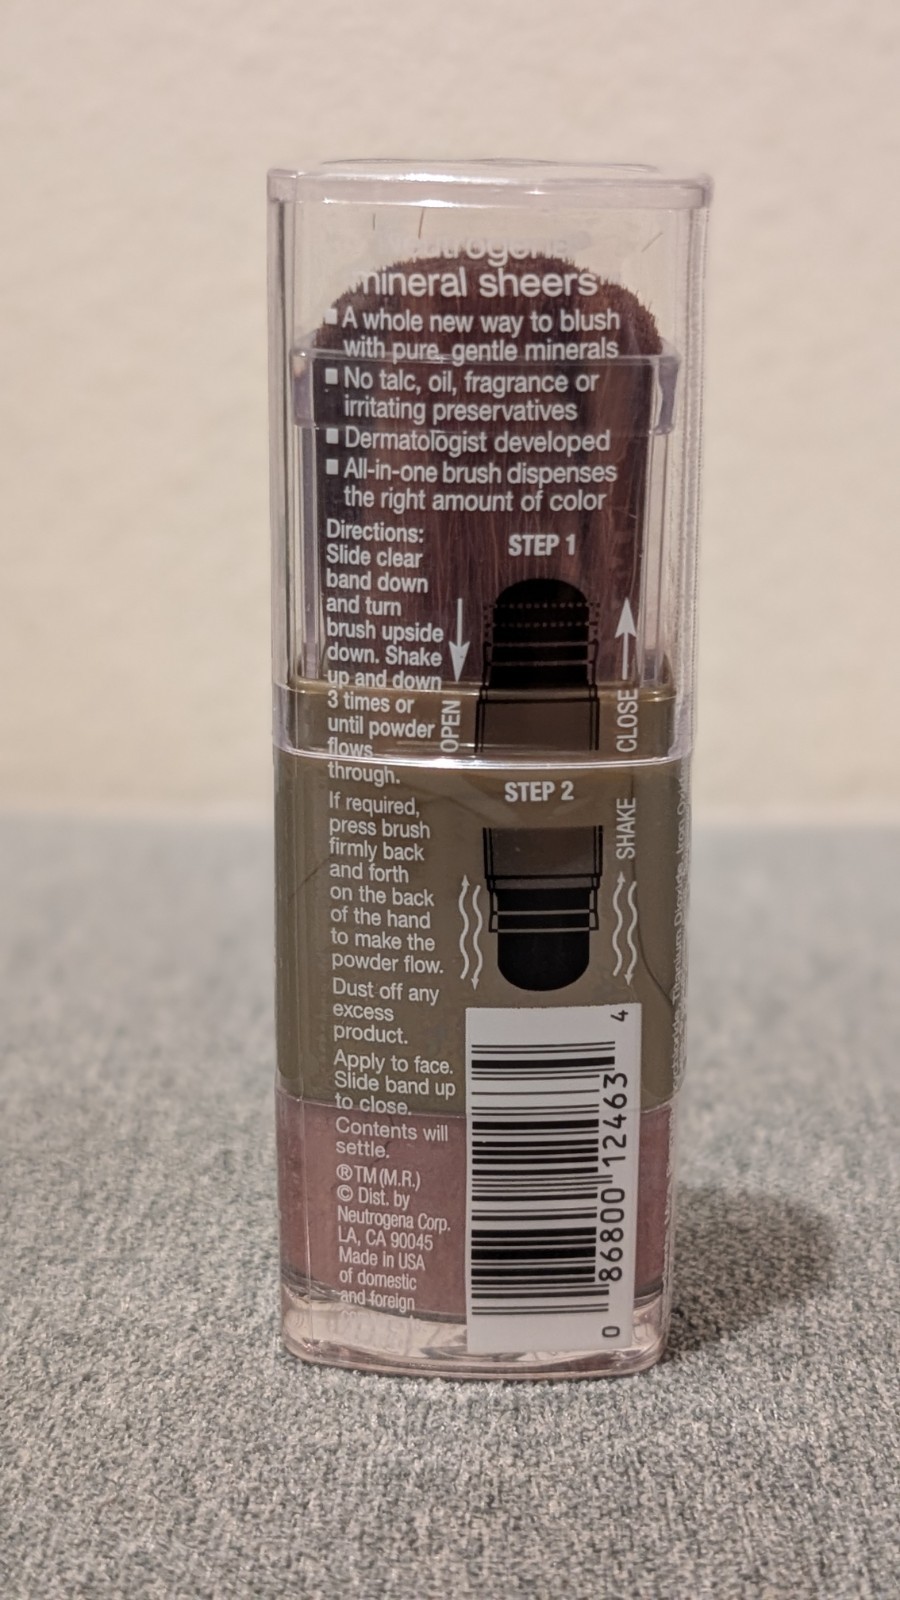 Neutrogena
mineral sheers
▪ A whole new way to blush
with pure, gentle minerals
▪ No talc, oil, fragrance or
irritating preservatives
▪ Dermatologist developed
▪ All-in-one brush dispenses
the right amount of color
Directions:
Slide clear
band down
and turn
brush upside
down. Shake
up and down
3 times or
until powder
flows
through.
If required,
press brush
firmly back
and forth
on the back
of the hand
to make the
powder flow.
Dust off any
excess
product.
Apply to face.
Slide band up
to close.
Contents will
settle.
®TM(M.R.)
© Dist. by
Neutrogena Corp.
LA, CA 90045
Made in USA
of domestic
and foreign
STEP 1
OPEN
CLOSE
STEP 2
SHAKE
0 86800 12463 4
Titanium Dioxide, Iron